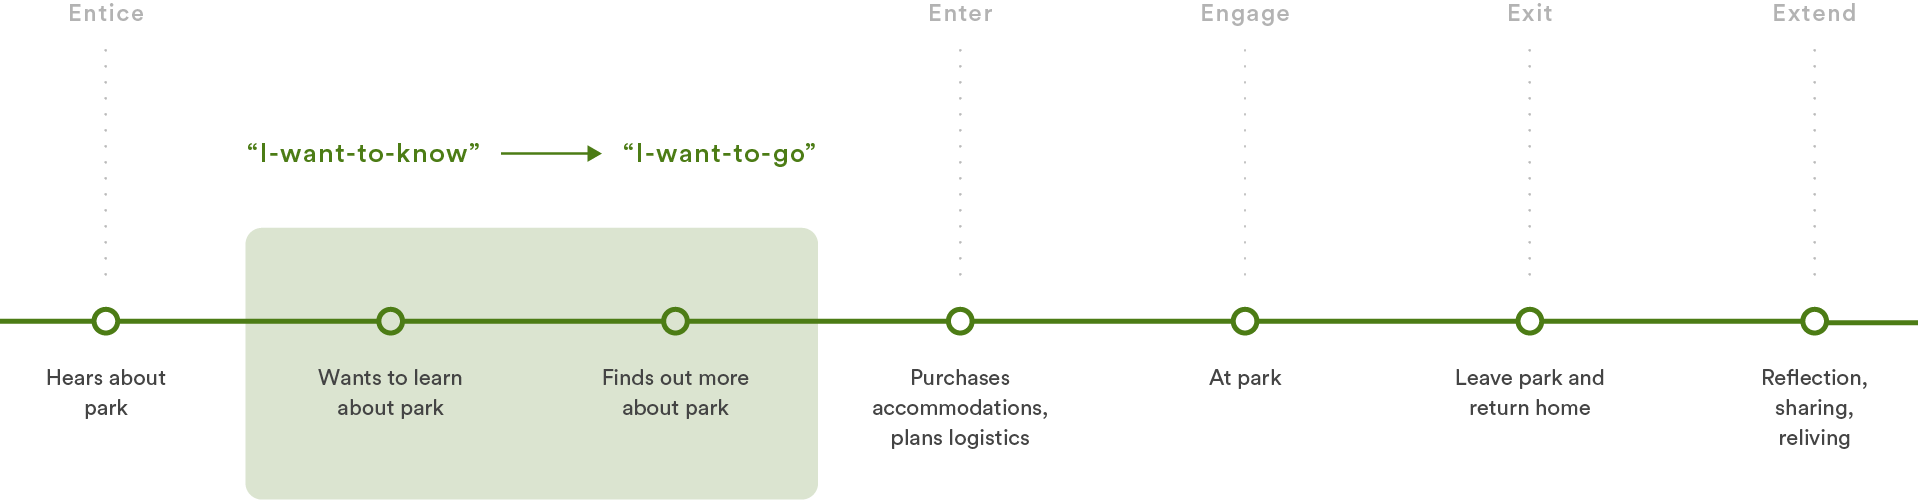 Entice
Enter
Engage
Exit
Extend
“I-want-to-know”
“I-want-to-go”
Hears about
park
Wants to learn
about park
Finds out more
about park
Purchases
accommodations,
plans logistics
At park
Leave park and
return home
Reflection,
sharing,
reliving